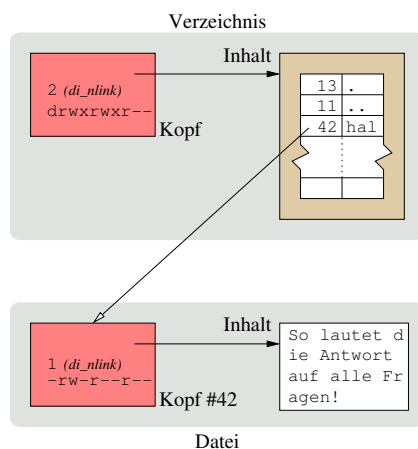 Verzeichnis
Inhalt
2 (di_nlink)
drwxrwxr--
Kopf
13 .
11 ..
42 hal
Inhalt
1 (di_nlink)
-rw-r--r--
Kopf #42
So lautet d
ie Antwort
auf alle Fr
agen!
Datei